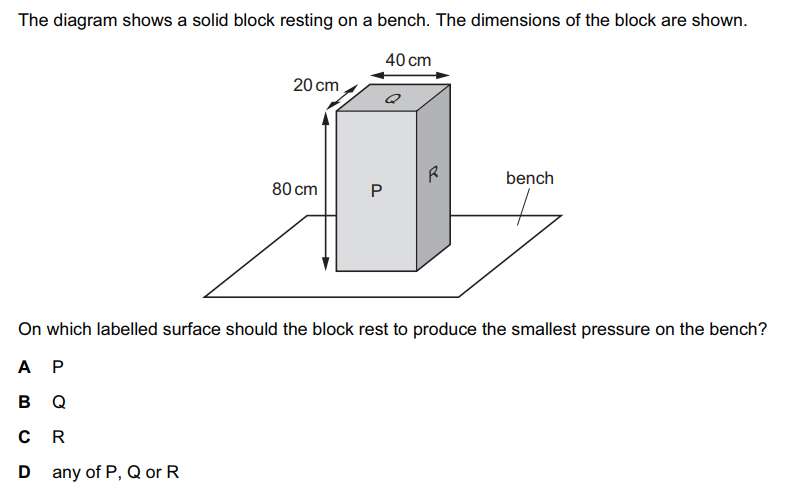 The diagram shows a solid block resting on a bench. The dimensions of the block are shown.
40 cm
20 cm
Q
R
bench
80 cm
P
On which labelled surface should the block rest to produce the smallest pressure on the bench?
A P
B Q
C R
D any of P, Q or R